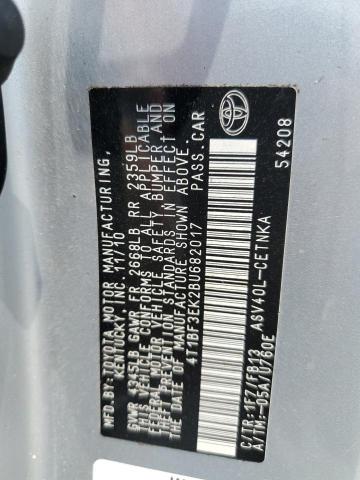 MFD. BY: TOYOTA MOTOR MANUFACTURING,
KENTUCKY, INC. 11/10
GVWR 4345LB GAWR FR 2668LB RR 2359LB
THIS VEHICLE CONFORMS TO ALL APPLICABLE
FEDERAL MOTOR VEHICLE SAFETY, BUMPER AND
THEFT PREVENTION STANDARDS IN EFFECT ON
THE DATE OF MANUFACTURE SHOWN ABOVE.
4T1BF3EK2BU682017 PASS.CAR
C/TR:1F7/FB13 ASV40L-CETNKA
A/TM:-05A/U760E 54208